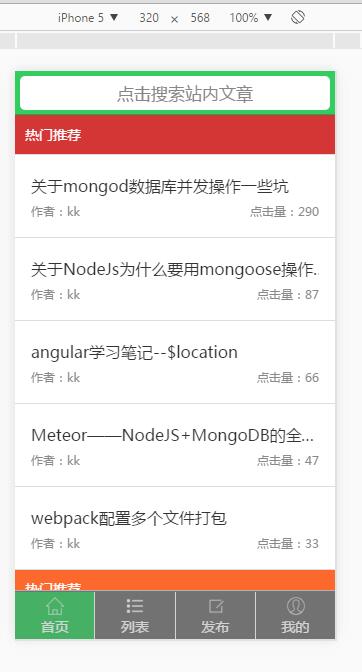 iPhone 5 ▼ 320 × 568 100% ▼
点击搜索站内文章
热门推荐
关于mongod数据库并发操作一些坑
作者：kk 点击量：290
关于NodeJs为什么要用mongoose操作..
作者：kk 点击量：87
angular学习笔记--$location
作者：kk 点击量：66
Meteor——NodeJS+MongoDB的全...
作者：kk 点击量：47
webpack配置多个文件打包
作者：kk 点击量：33
热门推荐
首页 列表 发布 我的